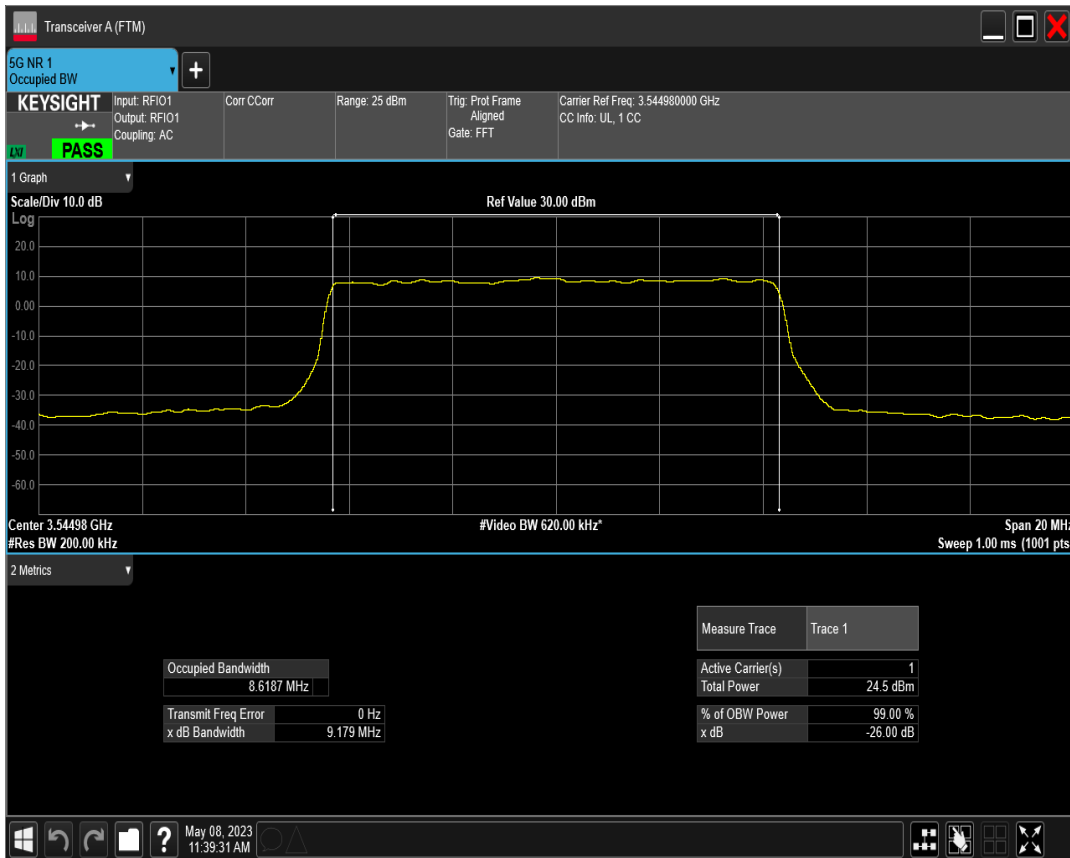 Transceiver A (FTM)
5G NR 1
Occupied BW
+
KEYSIGHT
LXI
PASS
Input: RFIO1
Output: RFIO1
Coupling: AC
Corr CCorr
Range: 25 dBm
Trig: Prot Frame
Aligned
Gate: FFT
Carrier Ref Freq: 3.544980000 GHz
CC Info: UL, 1 CC
1 Graph
Scale/Div 10.0 dB
Ref Value 30.00 dBm
Log
20.0
10.0
0.00
-10.0
-20.0
-30.0
-40.0
-50.0
-60.0
Center 3.54498 GHz
#Video BW 620.00 kHz*
Span 20 MHz
#Res BW 200.00 kHz
Sweep 1.00 ms (1001 pts
2 Metrics
Measure Trace
Trace 1
Occupied Bandwidth
8.6187 MHz
Active Carrier(s)
1
Total Power
24.5 dBm
Transmit Freq Error
0 Hz
x dB Bandwidth
9.179 MHz
% of OBW Power
99.00 %
x dB
-26.00 dB
?
May 08, 2023
11:39:31 AM